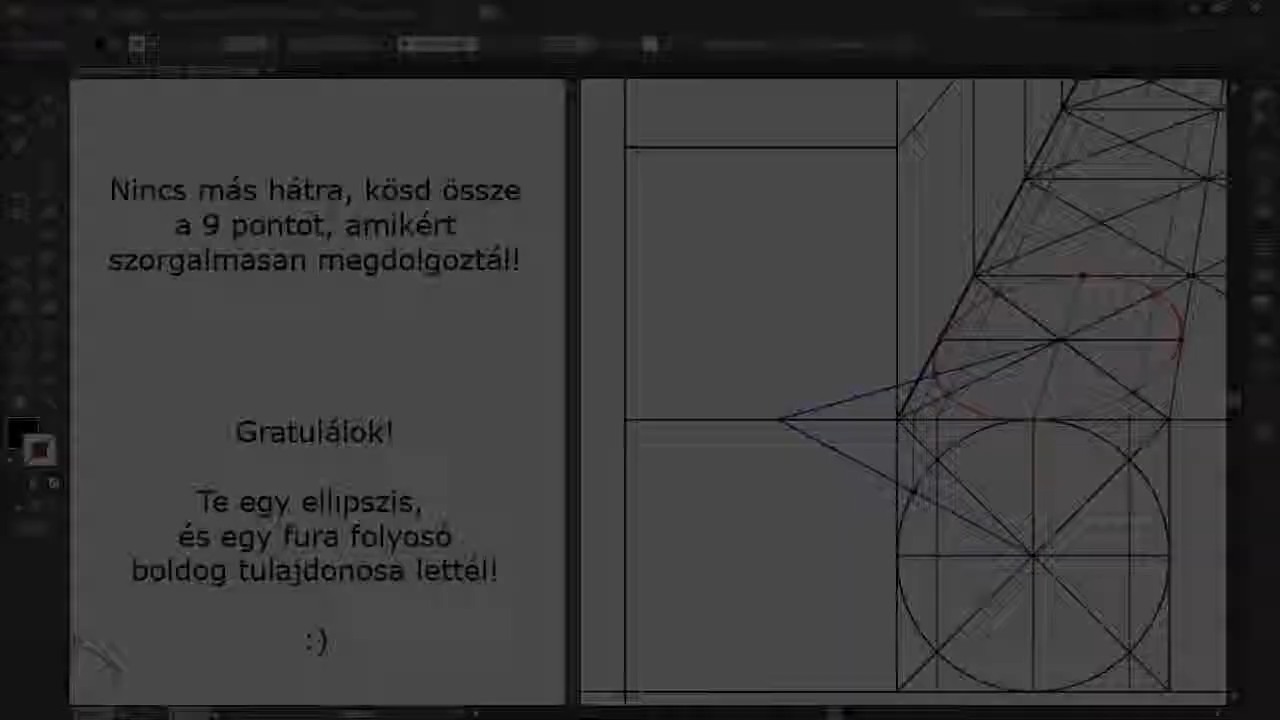 Nincs más hátra, kösd össze
a 9 pontot, amikért
szorgalmasan megdolgoztál!
Gratulálok!
Te egy ellipszis,
és egy fura folyosó
boldog tulajdonosa lettél!
:)